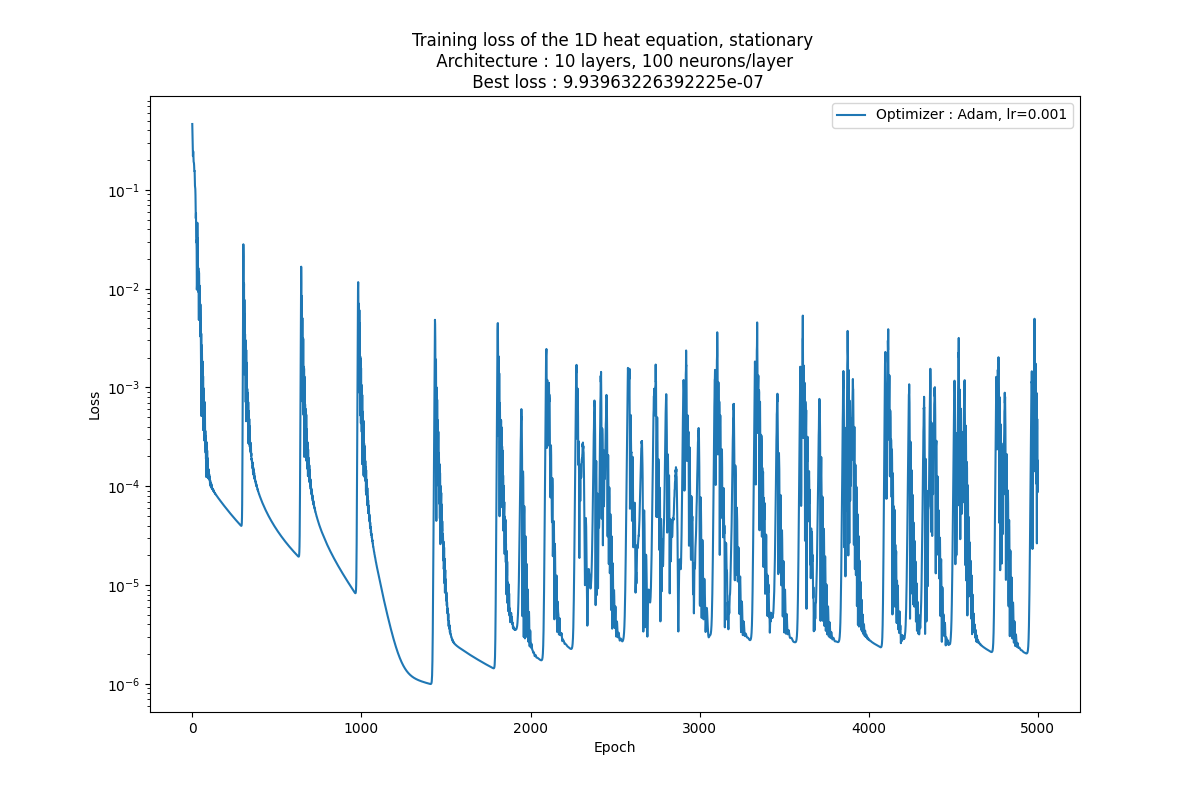 Training loss of the 1D heat equation, stationary
Architecture : 10 layers, 100 neurons/layer
Best loss : 9.93963226392225e-07
Optimizer : Adam, lr=0.001
10⁻¹
10⁻²
10⁻³
10⁻⁴
10⁻⁵
10⁻⁶
Loss
0 1000 2000 3000 4000 5000
Epoch